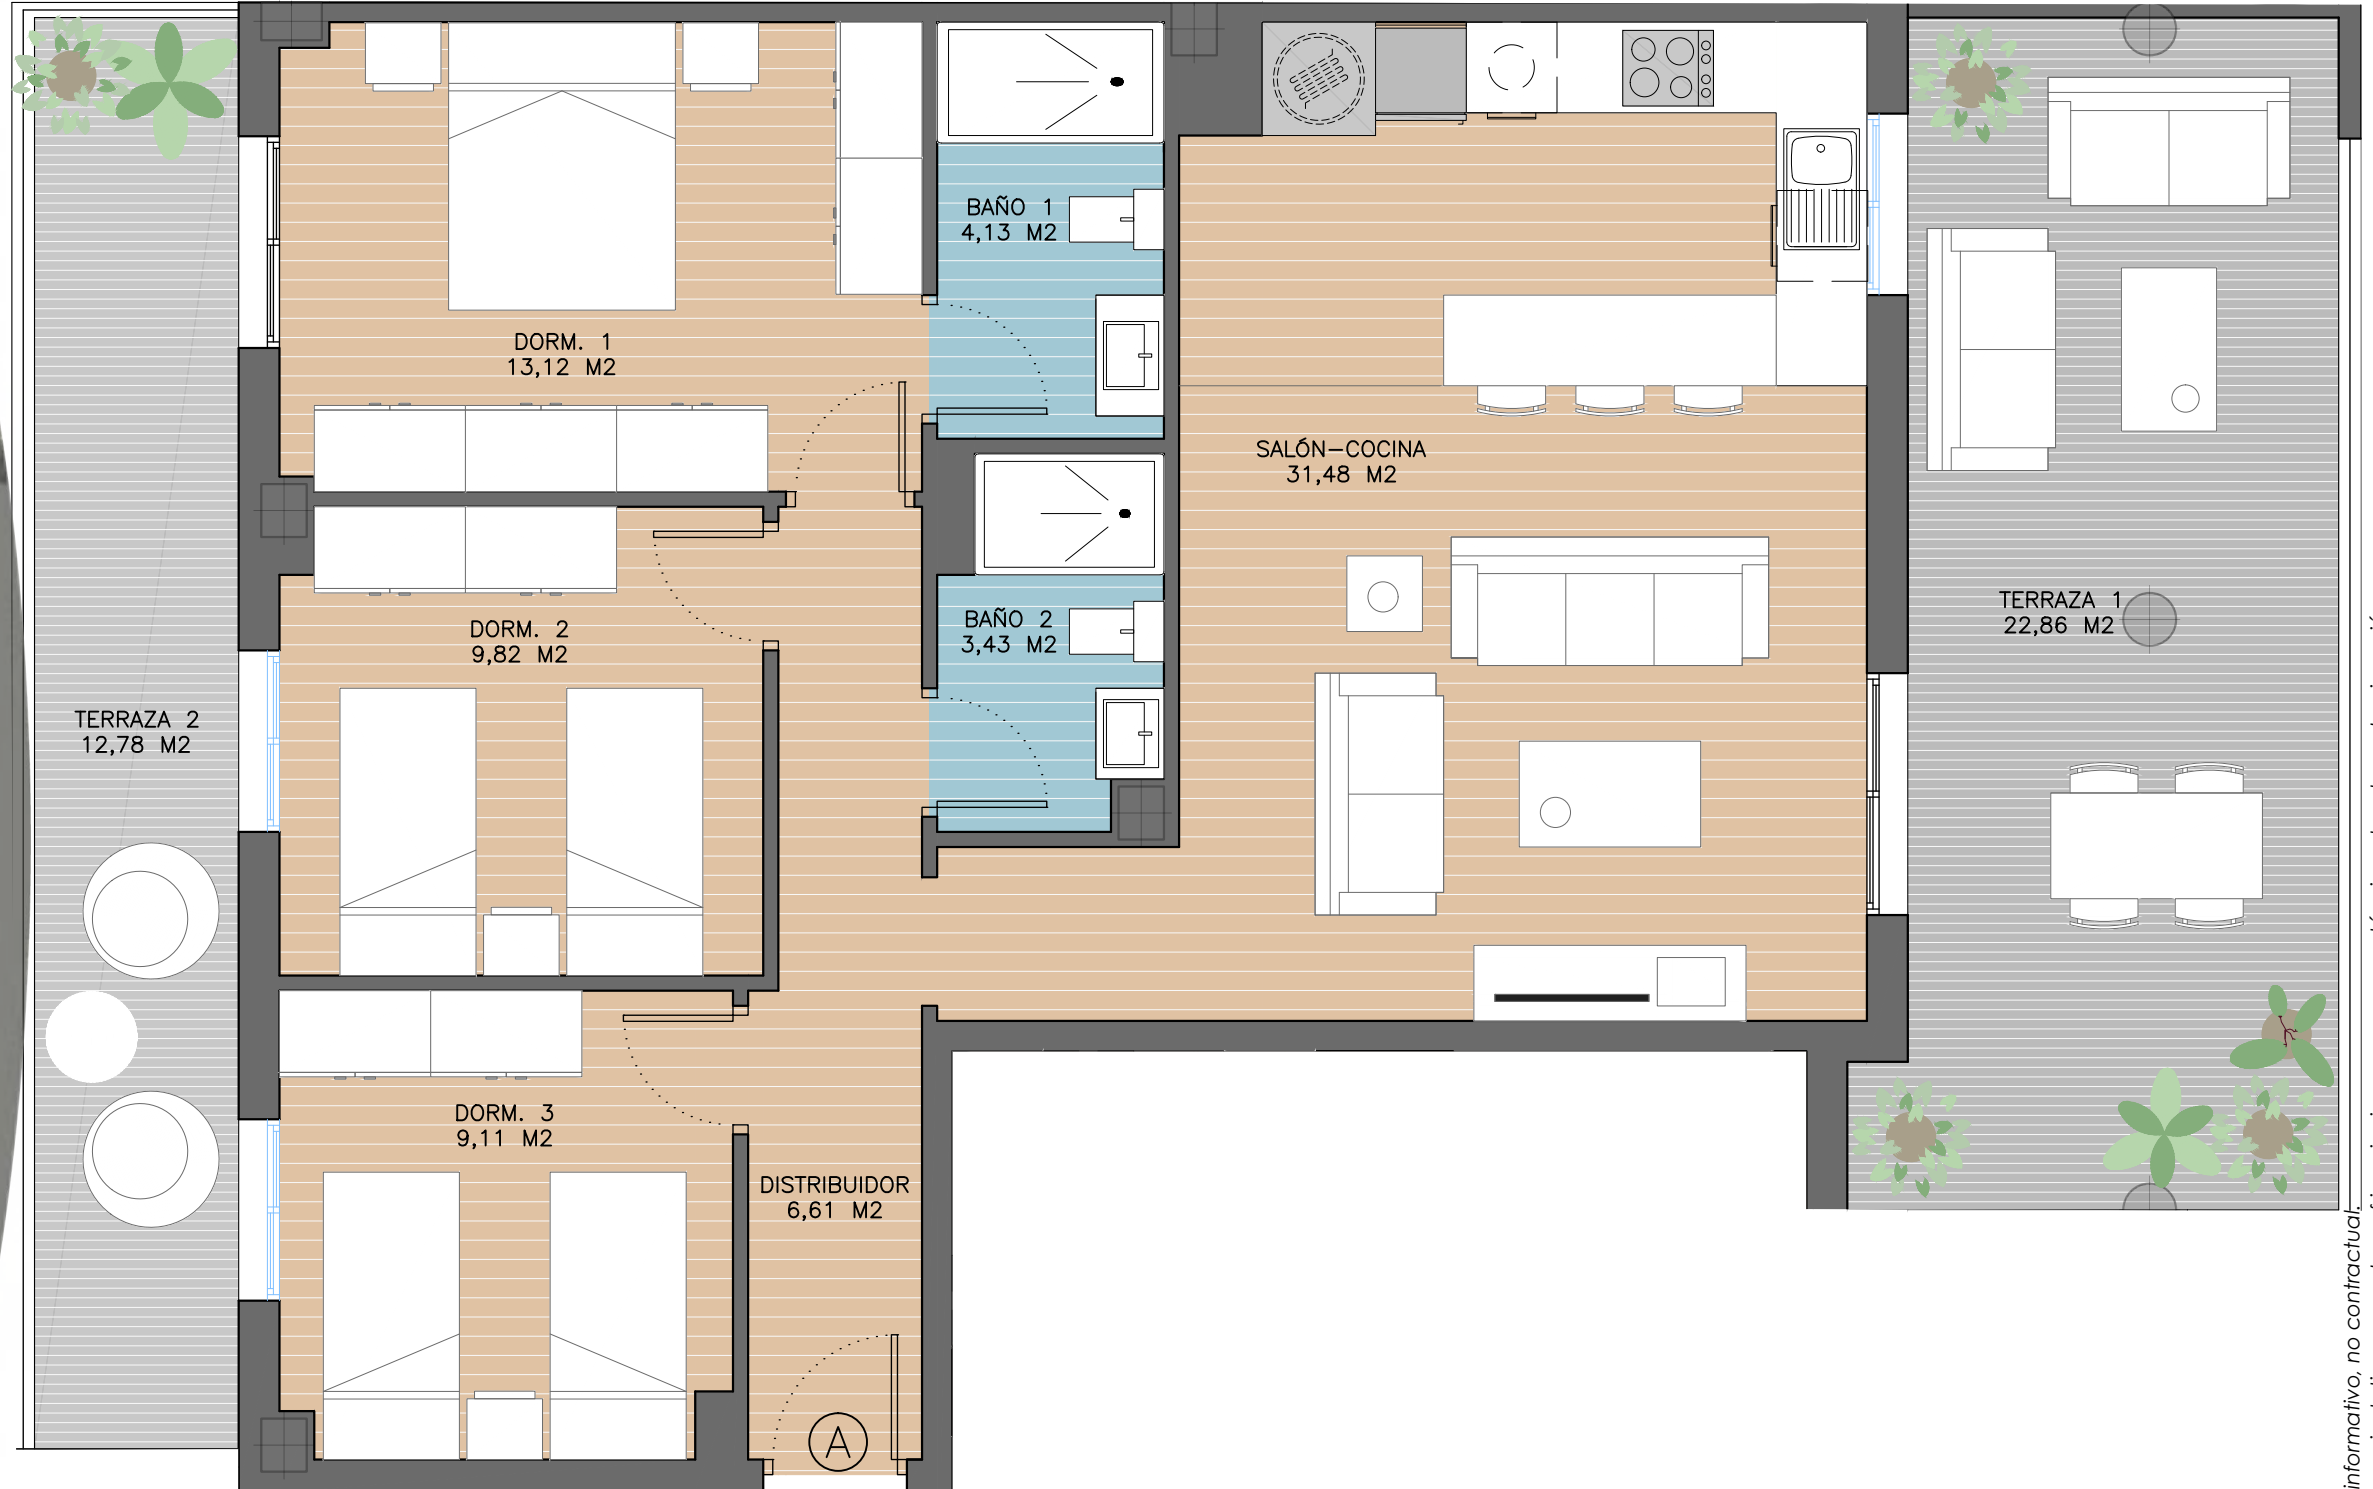 BAÑO 1
4,13 M2
DORM. 1
13,12 M2
SALÓN-COCINA
31,48 M2
TERRAZA 1
22,86 M2
BAÑO 2
3,43 M2
DORM. 2
9,82 M2
TERRAZA 2
12,78 M2
DORM. 3
9,11 M2
DISTRIBUIDOR
6,61 M2
A
informativo, no contractual.